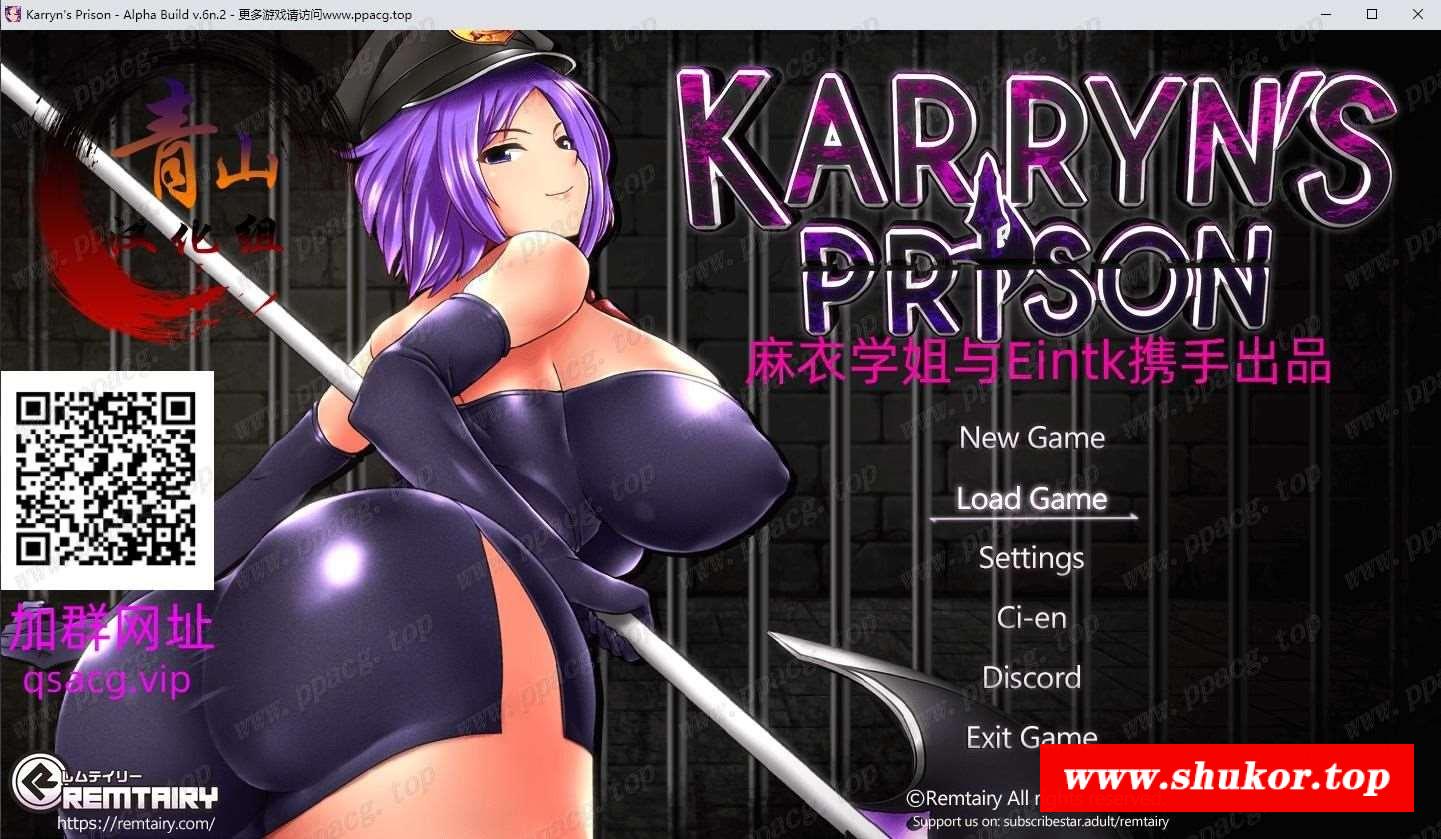 Karryn's Prison - Alpha Build v.6n.2 - 更多游戏请访问www.ppacg.top
KARRYN'S
PRISON
青山
汉化组
麻衣学姐与Eintk携手出品
New Game
Load Game
Settings
Ci-en
Discord
Exit Game
加群网址
qsacg.vip
レムテイリー
REMTAIRY
https://remtairy.com/
www.shukor.top
©Remtairy All rights reserved.
Support us on: subscribestar.adult/remtairy
www.ppacg.top